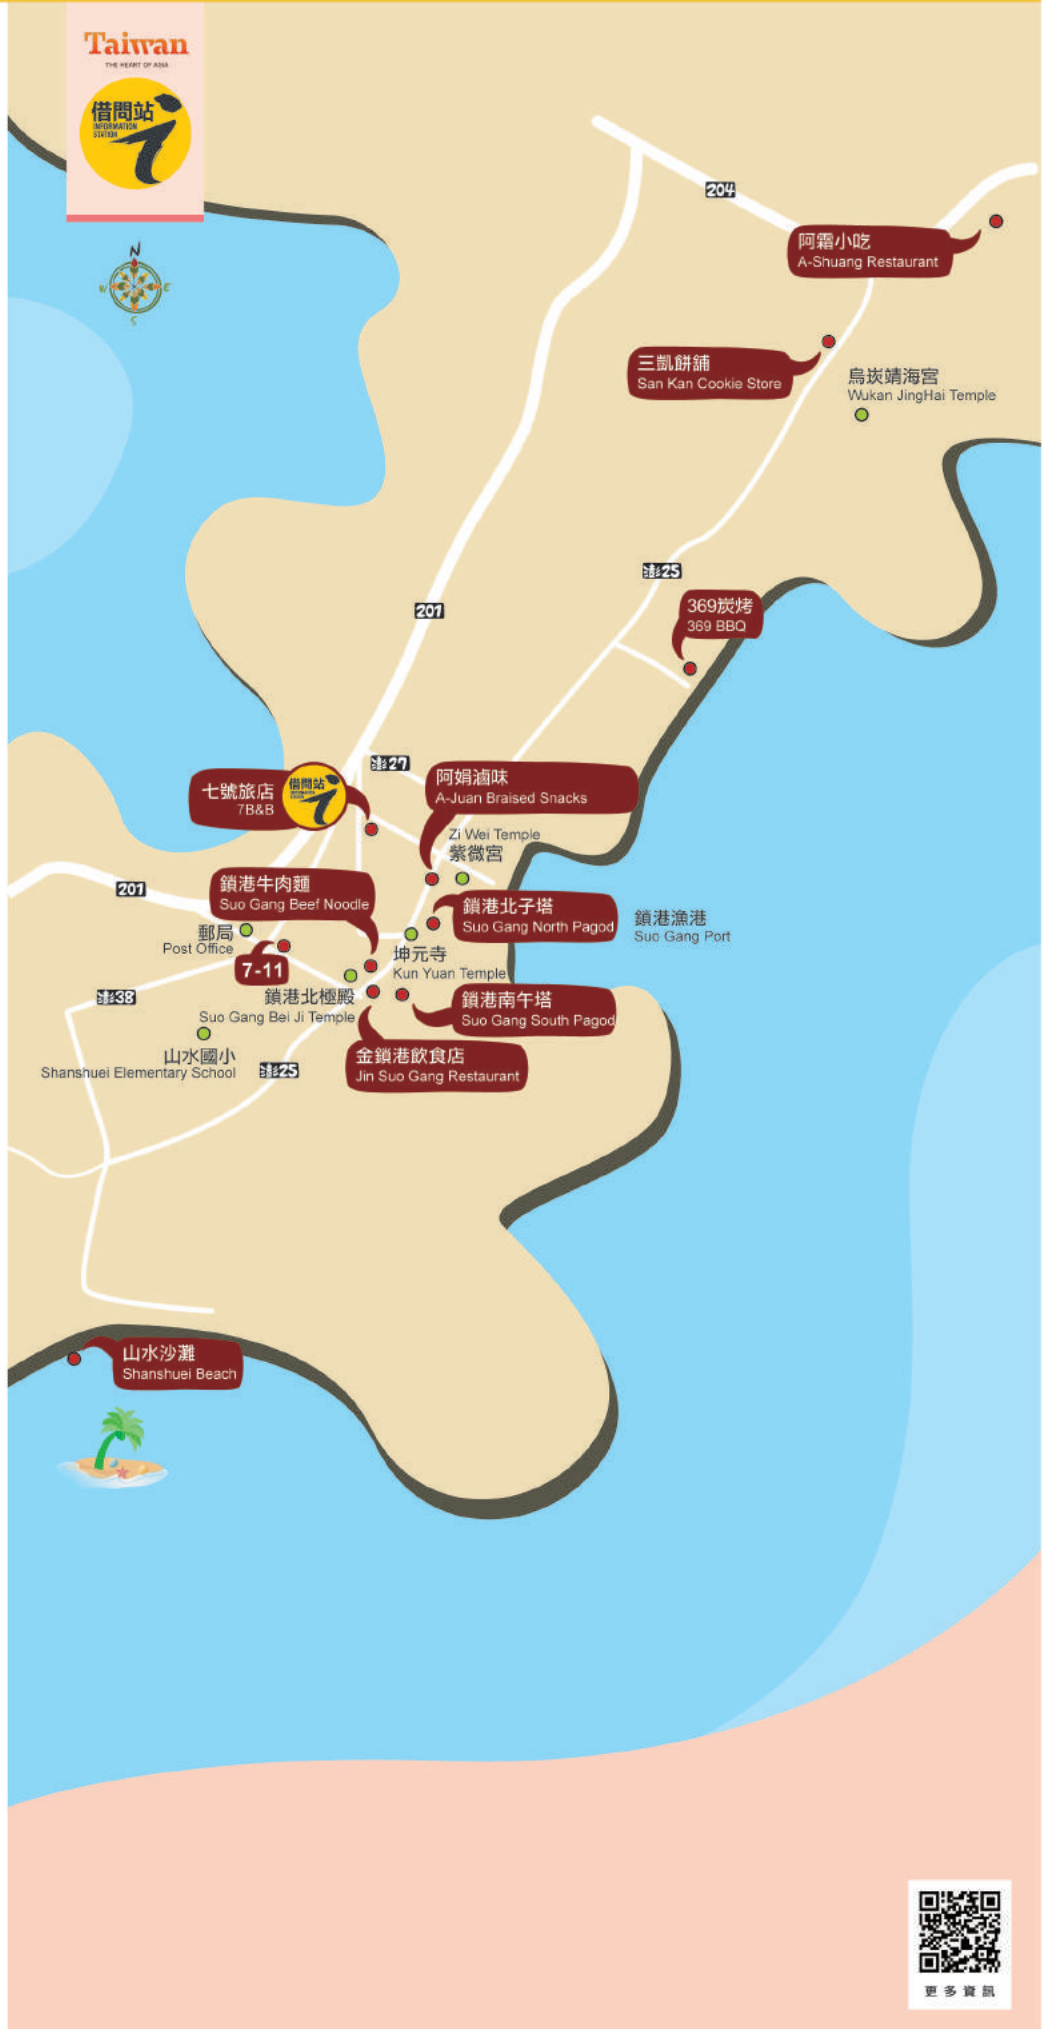 Taiwan
THE HEART OF ASIA
借問站
INFORMATION
STATION
N
W
E
S
204
阿霜小吃
A-Shuang Restaurant
三凱餅舖
San Kan Cookie Store
烏崁靖海宮
Wukan JingHai Temple
澎25
369炭烤
369 BBQ
201
澎27
七號旅店
7B&B
借問站
阿娟滷味
A-Juan Braised Snacks
Zi Wei Temple
紫微宮
201
鎖港牛肉麵
Suo Gang Beef Noodle
鎖港北子塔
Suo Gang North Pagod
鎖港漁港
Suo Gang Port
郵局
Post Office
7-11
坤元寺
Kun Yuan Temple
澎38
鎖港北極殿
Suo Gang Bei Ji Temple
鎖港南午塔
Suo Gang South Pagod
山水國小
Shanshuei Elementary School
澎25
金鎖港飲食店
Jin Suo Gang Restaurant
山水沙灘
Shanshuei Beach
更多資訊